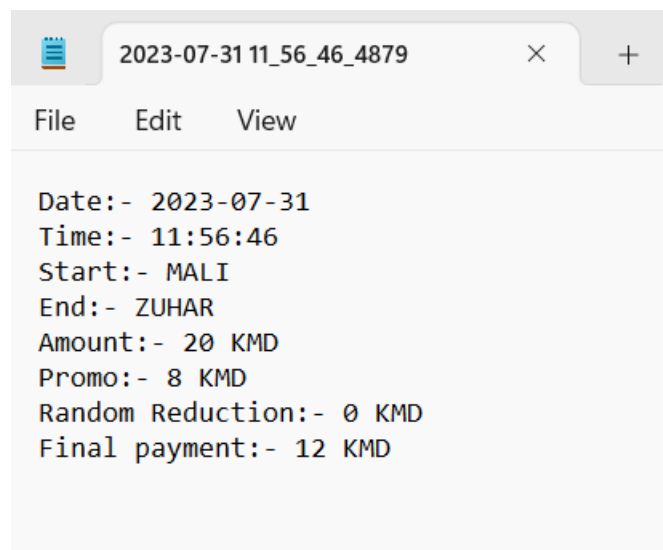 2023-07-31 11_56_46_4879
File Edit View
Date:- 2023-07-31
Time:- 11:56:46
Start:- MALI
End:- ZUHAR
Amount:- 20 KMD
Promo:- 8 KMD
Random Reduction:- 0 KMD
Final payment:- 12 KMD